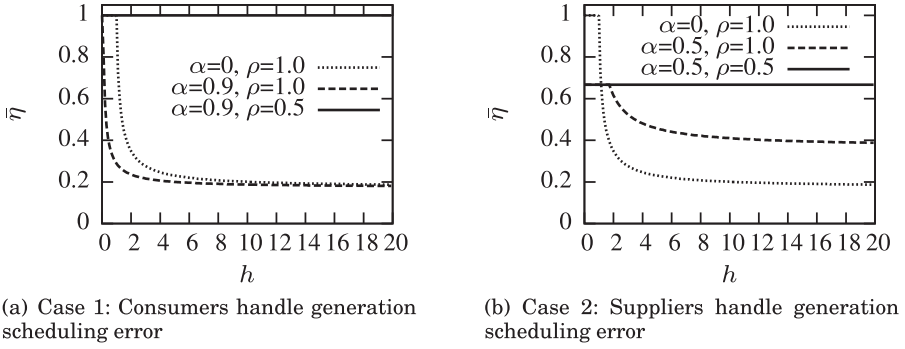 1
0.8
0.6
0.4
0.2
0
η̄
α=0, ρ=1.0
α=0.9, ρ=1.0
α=0.9, ρ=0.5
0 2 4 6 8 10 12 14 16 18 20
h
(a) Case 1: Consumers handle generation
scheduling error
1
0.8
0.6
0.4
0.2
0
η̄
α=0, ρ=1.0
α=0.5, ρ=1.0
α=0.5, ρ=0.5
0 2 4 6 8 10 12 14 16 18 20
h
(b) Case 2: Suppliers handle generation
scheduling error